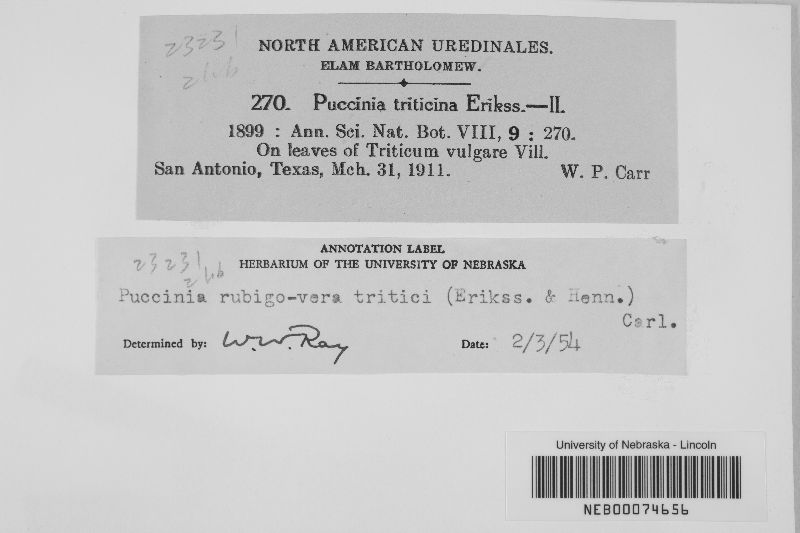 23231
NORTH AMERICAN UREDINALES.
ELAM BARTHOLOMEW.
270. Puccinia triticina Erikss.—II.
1899 : Ann. Sci. Nat. Bot. VIII, 9 : 270.
On leaves of Triticum vulgare Vill.
San Antonio, Texas, Mch. 31, 1911. W. P. Carr
ANNOTATION LABEL
23231
HERBARIUM OF THE UNIVERSITY OF NEBRASKA
Puccinia rubigo-vera tritici (Erikss. & Henn.)
Carl.
Determined by: W. W. Ray Date: 2/3/54
University of Nebraska - Lincoln
NEB00074656